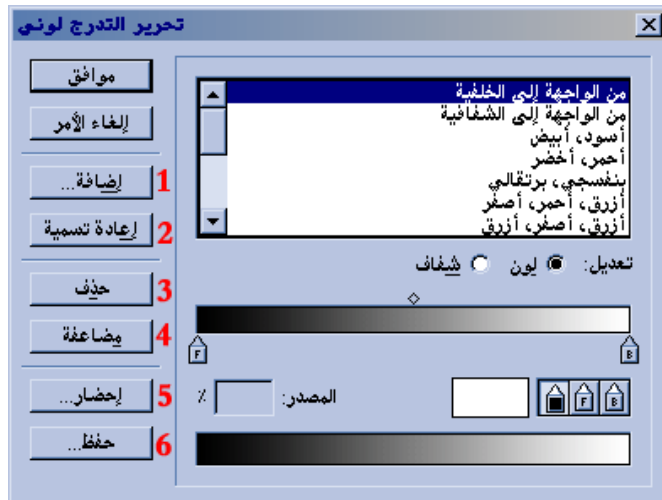 تحرير التدرج لوني
موافق
إلغاء الأمر
إضافة... 1
إعادة تسمية 2
حذف 3
مضاعفة 4
إحضار... 5
حفظ... 6
من الواجهة إلى الخلفية
من الواجهة إلى الشفافية
أسود، أبيض
أحمر، أخضر
بنفسجي، برتقالي
أزرق، أحمر، أصفر
أزرق، أصفر، أزرق
تعديل: لون شفاف
F B
المصدر: %
F B